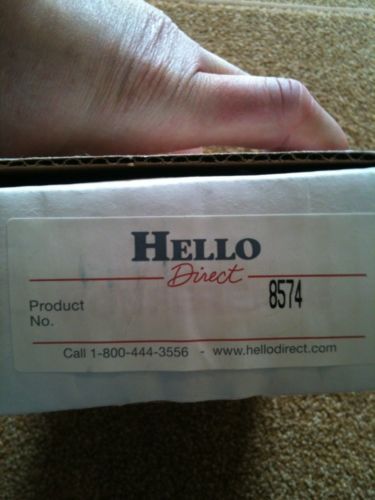 HELLO
Direct
8574
Product
No.
Call 1-800-444-3556 - www.hellodirect.com